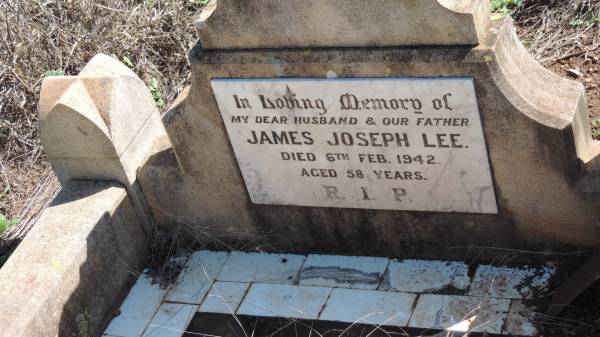 In Loving Memory of
MY DEAR HUSBAND & OUR FATHER
JAMES JOSEPH LEE.
DIED 6TH FEB. 1942.
AGED 58 YEARS.
R. I. P.